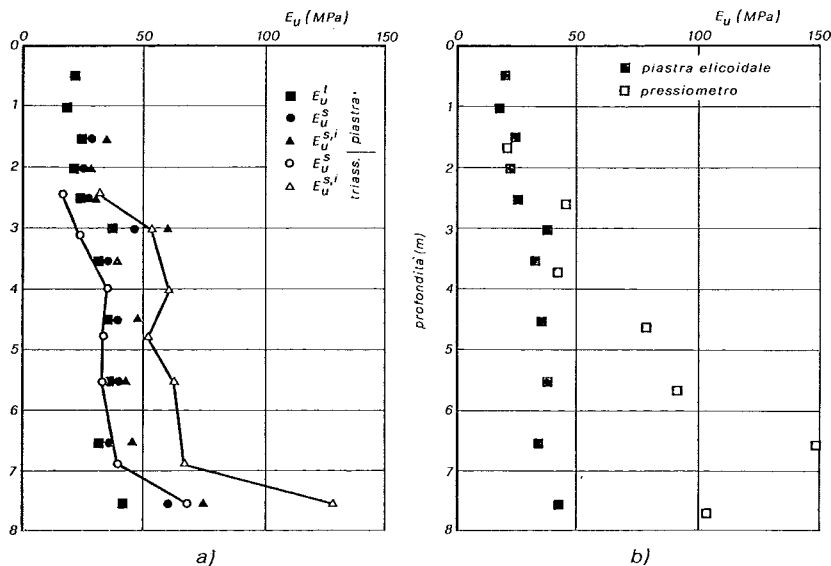 E_u (MPa)
0 50 100 150
0
1
2
3
4
5
6
7
8
■ E_u^t
● E_u^s
▲ E_u^{s,i}
○ E_u^s
△ E_u^{s,i}
piastra
triass.
a)
E_u (MPa)
0 50 100 150
0
1
2
3
4
5
6
7
8
profondità (m)
piastra elicoidale
pressiometro
b)